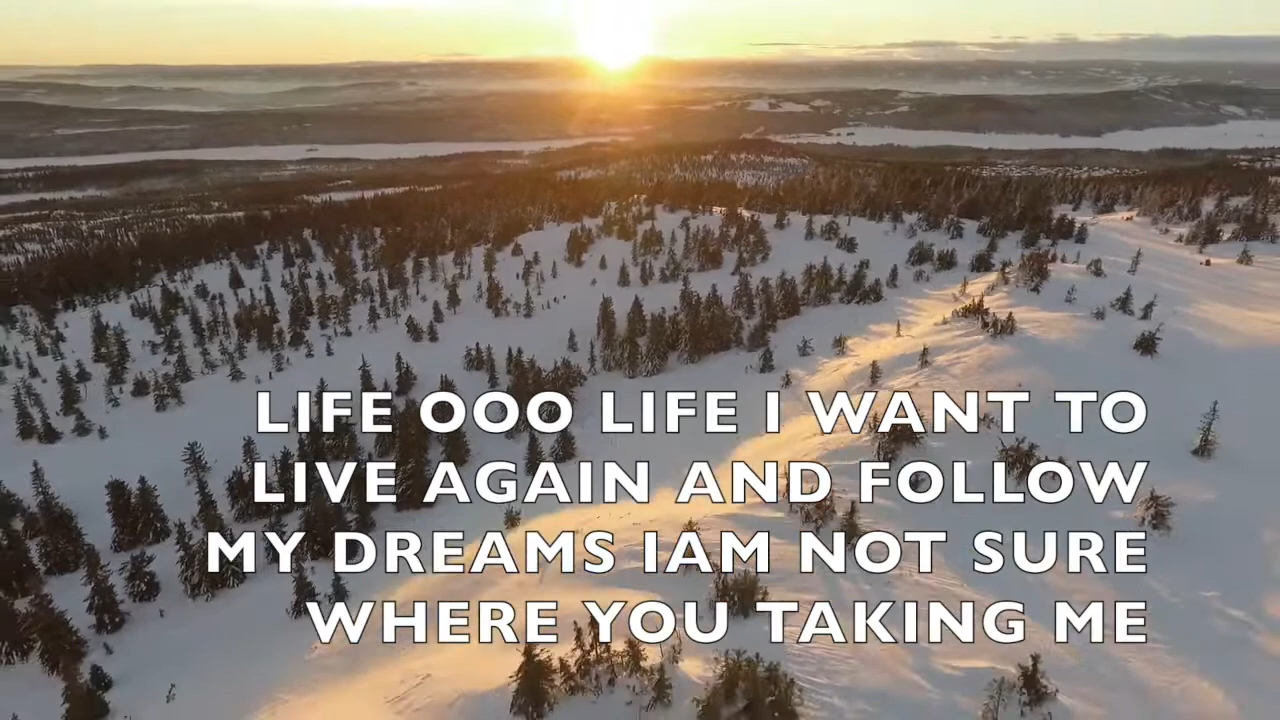 LIFE OOO LIFE I WANT TO
LIVE AGAIN AND FOLLOW
MY DREAMS IAM NOT SURE
WHERE YOU TAKING ME